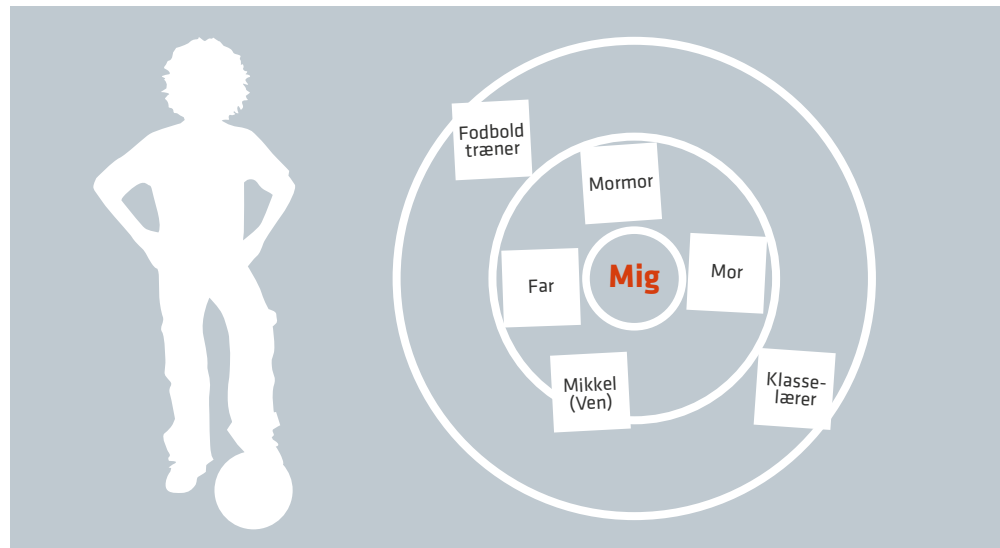 Fodbold
træner
Mormor
Far
Mig
Mor
Mikkel
(Ven)
Klasse-
lærer